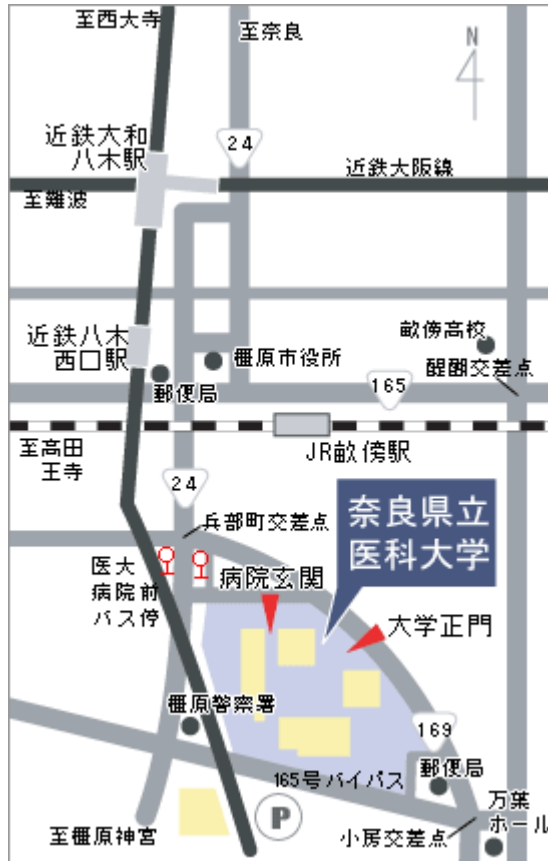 至西大寺
至奈良
N
近鉄大和
八木駅
24
近鉄大阪線
至難波
近鉄八木
西口駅
橿原市役所
畝傍高校
郵便局
165
醍醐交差点
至高田
王寺
JR畝傍駅
24
兵部町交差点
奈良県立
医科大学
医大
病院前
バス停
病院玄関
大学正門
橿原警察署
169
165号バイパス
郵便局
P
万葉
ホール
至橿原神宮
小房交差点